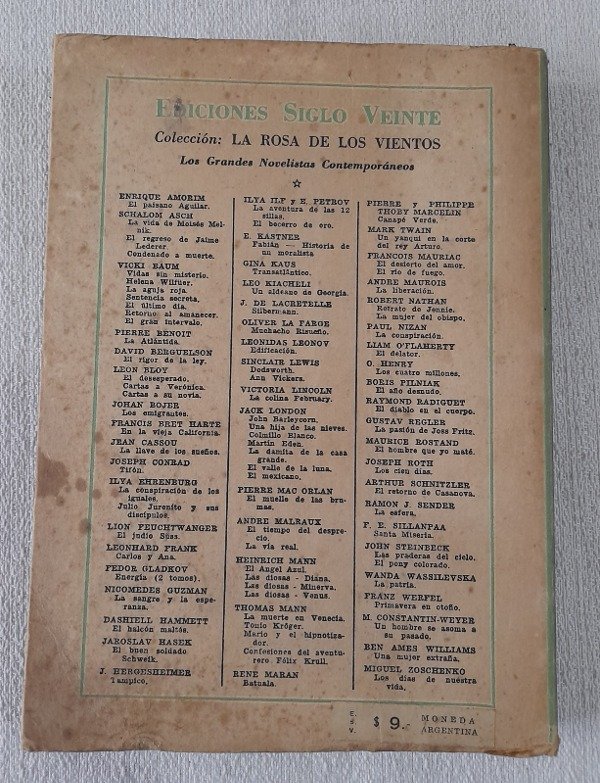 EDICIONES SIGLO VEINTE
Colección: LA ROSA DE LOS VIENTOS
Los Grandes Novelistas Contemporáneos
ENRIQUE AMORIM
El paisano Aguilar.
SCHALOM ASCH
La vida de Moisés Mel-
nik.
El regreso de Jaime
Lederer
Condenado a muerte.
VICKI BAUM
Vidas sin misterio.
Helena Wilfuer.
La aguja roja.
Sentencia secreta.
El último día.
Retorno al amanecer.
El gran intervalo.
PIERRE BENOIT
La Atlántida.
DAVID BERGUELSON
El rigor de la ley.
LEON BLOY
El desesperado.
Cartas a Verónica.
Cartas a su novia.
JOHAN BOJER
Los emigrantes.
FRANCIS BRET HARTE
En la vieja California.
JEAN CASSOU
La llave de los sueños.
JOSEPH CONRAD
Tifón.
ILYA EHRENBURG
La conspiración de los
iguales.
Julio Jurenito y sus
discípulos.
LION FEUCHTWANGER
El judío Süss.
LEONHARD FRANK
Carlos y Ana.
FEDOR GLADKOV
Energía (2 tomos).
NICOMEDES GUZMAN
La sangre y la espe-
ranza.
DASHIELL HAMMETT
El halcón maltés.
JAROSLAV HASEK
El buen soldado
Schweik.
J. HERGESHEIMER
Tampico.
ILYA ILF y E. PETROV
La aventura de las 12
sillas.
El becerro de oro.
E. KASTNER
Fabián — Historia de
un moralista
GINA KAUS
Transatlántico.
LEO KIACHELI
Un aldeano de Georgia.
J. DE LACRETELLE
Silbermann.
OLIVER LA FARGE
Muchacho Risueño.
LEONIDAS LEONOV
Edificación.
SINCLAIR LEWIS
Dodsworth.
Ann Vickers.
VICTORIA LINCOLN
La colina February.
JACK LONDON
John Barleycorn.
Una hija de las nieves.
Colmillo Blanco.
Martin Eden.
La damita de la casa
grande.
El valle de la luna.
El mexicano.
PIERRE MAC ORLAN
El muelle de las bru-
mas.
ANDRE MALRAUX
El tiempo del despre-
cio.
La vía real.
HEINRICH MANN
El Angel Azul.
Las diosas - Diana.
Las diosas - Minerva.
Las diosas - Venus.
THOMAS MANN
La muerte en Venecia.
Tonio Kröger.
Mario y el hipnotiza-
dor.
Confesiones del aventu-
rero Félix Krull.
RENE MARAN
Batuala.
PIERRE y PHILIPPE
THOBY MARCELIN
Canapé Verde.
MARK TWAIN
Un yanqui en la corte
del rey Arturo.
FRANCOIS MAURIAC
El desierto del amor.
El río de fuego.
ANDRE MAUROIS
La liberación.
ROBERT NATHAN
Retrato de Jennie.
La mujer del obispo.
PAUL NIZAN
La conspiración.
LIAM O'FLAHERTY
El delator.
O. HENRY
Los cuatro millones.
BORIS PILNIAK
El año desnudo.
RAYMOND RADIGUET
El diablo en el cuerpo.
GUSTAV REGLER
La pasión de Joss Fritz.
MAURICE ROSTAND
El hombre que yo maté.
JOSEPH ROTH
Los cien días.
ARTHUR SCHNITZLER
El retorno de Casanova.
RAMON J. SENDER
La esfera.
F. E. SILLANPAA
Santa Miseria.
JOHN STEINBECK
Las praderas del cielo.
El pony colorado.
WANDA WASSILEVSKA
La patria.
FRANZ WERFEL
Primavera en otoño.
M. CONSTANTIN-WEYER
Un hombre se asoma a
su pasado.
BEN AMES WILLIAMS
Una mujer extraña.
MIGUEL ZOSCHENKO
Los días de nuestra
vida.
E.
S.
V.
$ 9.-
MONEDA
ARGENTINA